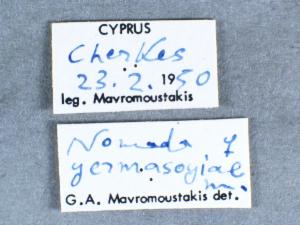 CYPRUS
Cherkes
23.2.1950
leg. Mavromoustakis
Nomada ♀
yermasoyiae
m.
G.A. Mavromoustakis det.